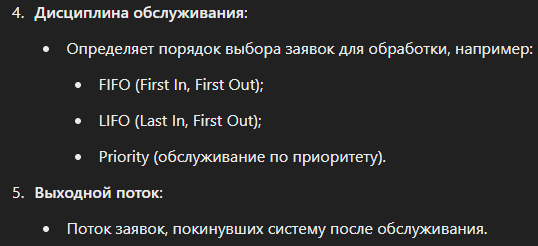 4. Дисциплина обслуживания:
• Определяет порядок выбора заявок для обработки, например:
• FIFO (First In, First Out);
• LIFO (Last In, First Out);
• Priority (обслуживание по приоритету).
5. Выходной поток:
• Поток заявок, покинувших систему после обслуживания.